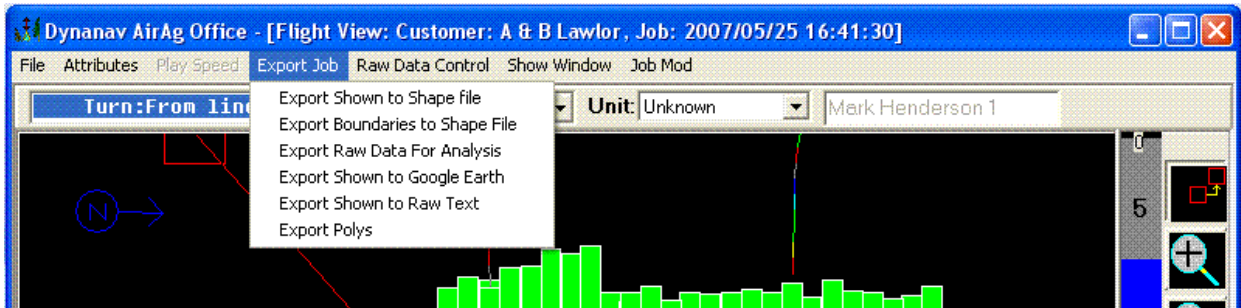 Dynanav AirAg Office - [Flight View: Customer: A & B Lawlor, Job: 2007/05/25 16:41:30]
File Attributes Play Speed Export Job Raw Data Control Show Window Job Mod
Turn:From line Unit: Unknown Mark Henderson 1
Export Shown to Shape file
Export Boundaries to Shape File
Export Raw Data For Analysis
Export Shown to Google Earth
Export Shown to Raw Text
Export Polys
N
0
5